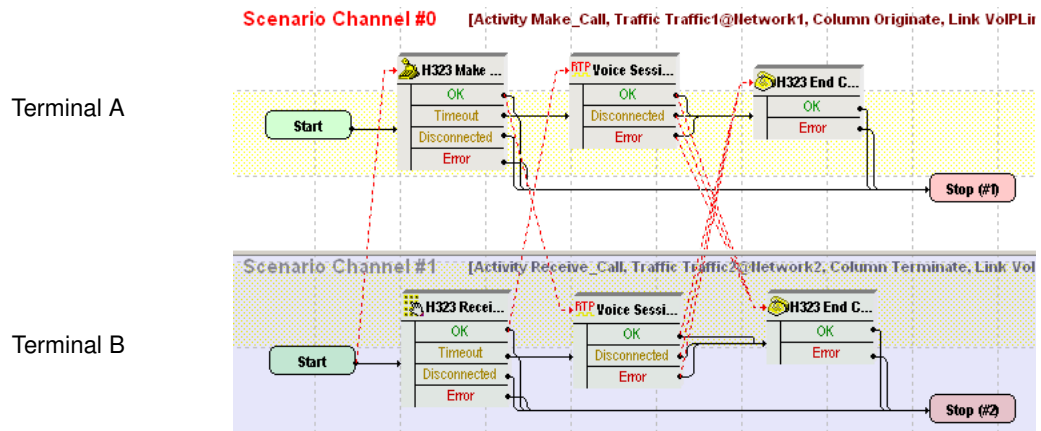 Scenario Channel #0 [Activity Make_Call, Traffic Traffic1@Network1, Column Originate, Link VoIPLi
Terminal A
Start
H323 Make ...
OK
Timeout
Disconnected
Error
RTP Voice Sessi...
OK
Disconnected
Error
H323 End C...
OK
Error
Stop (#1)
Scenario Channel #1 [Activity Receive_Call, Traffic Traffic2@Network2, Column Terminate, Link VoI
Terminal B
Start
H323 Recei...
OK
Timeout
Disconnected
Error
RTP Voice Sessi...
OK
Disconnected
Error
H323 End C...
OK
Error
Stop (#2)